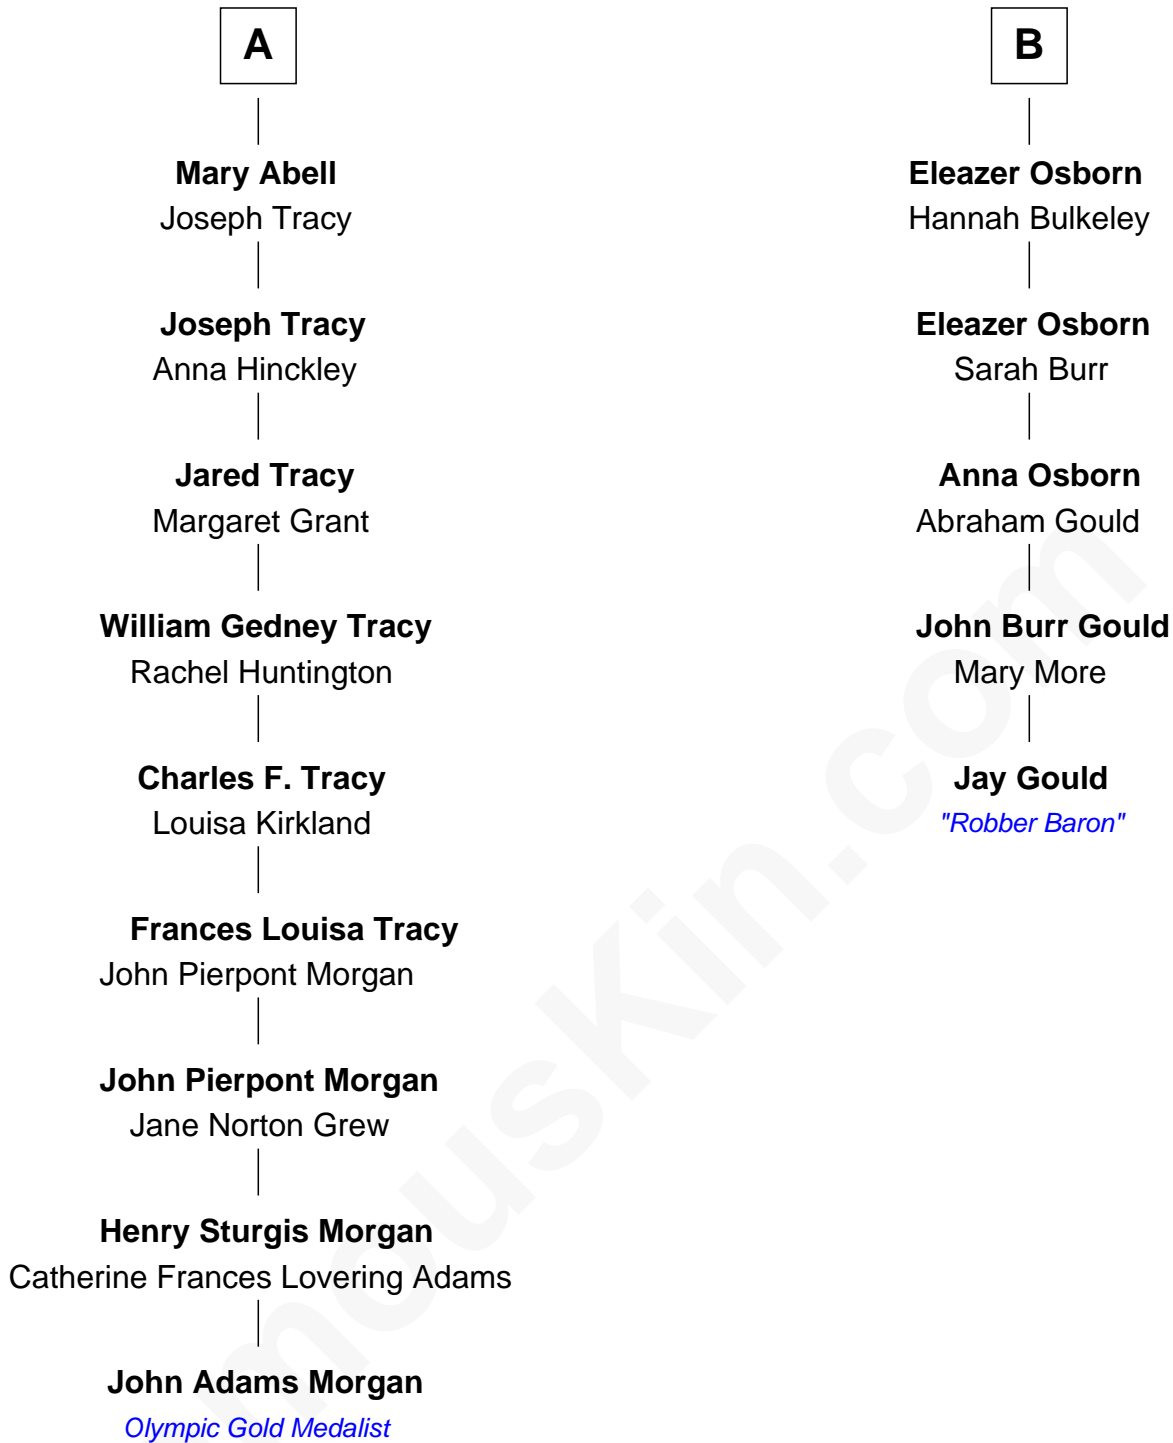 A
Mary Abell
Joseph Tracy
Joseph Tracy
Anna Hinckley
Jared Tracy
Margaret Grant
William Gedney Tracy
Rachel Huntington
Charles F. Tracy
Louisa Kirkland
Frances Louisa Tracy
John Pierpont Morgan
John Pierpont Morgan
Jane Norton Grew
Henry Sturgis Morgan
Catherine Frances Lovering Adams
John Adams Morgan
Olympic Gold Medalist
B
Eleazer Osborn
Hannah Bulkeley
Eleazer Osborn
Sarah Burr
Anna Osborn
Abraham Gould
John Burr Gould
Mary More
Jay Gould
"Robber Baron"
mouskin.com